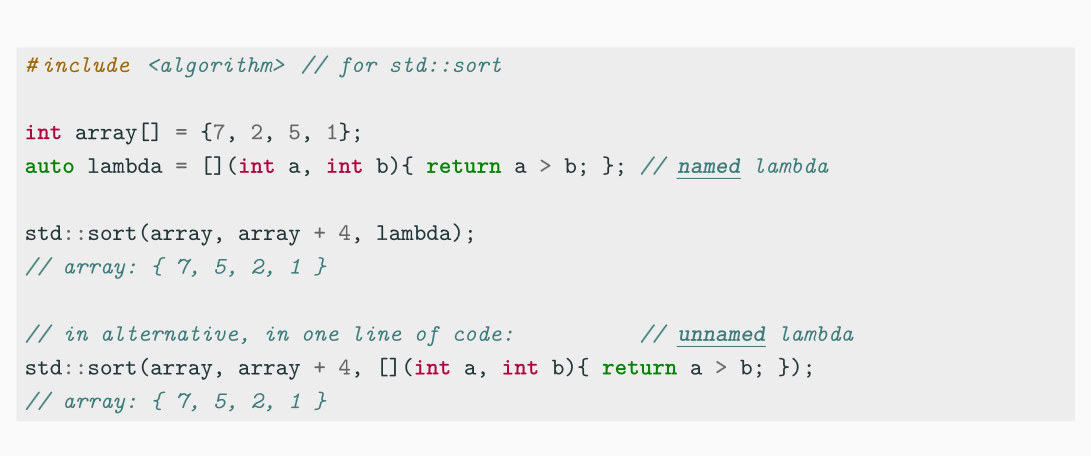 #include <algorithm> // for std::sort
int array[] = {7, 2, 5, 1};
auto lambda = [](int a, int b){ return a > b; }; // named lambda
std::sort(array, array + 4, lambda);
// array: { 7, 5, 2, 1 }
// in alternative, in one line of code: // unnamed lambda
std::sort(array, array + 4, [](int a, int b){ return a > b; });
// array: { 7, 5, 2, 1 }